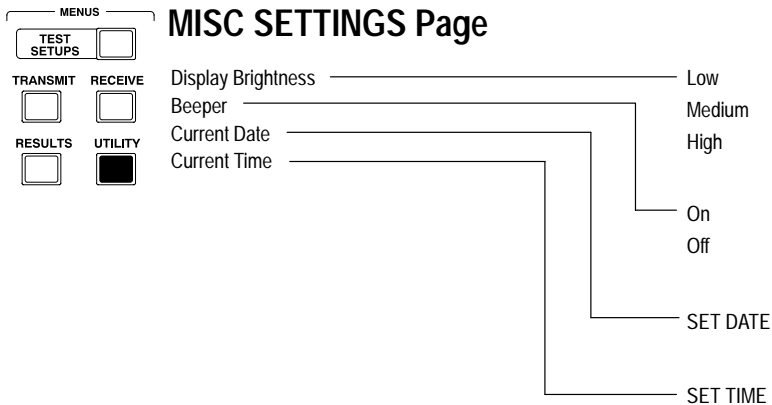 MENUS
TEST
SETUPS
TRANSMIT RECEIVE
RESULTS UTILITY
MISC SETTINGS Page
Display Brightness
Beeper
Current Date
Current Time
Low
Medium
High
On
Off
SET DATE
SET TIME